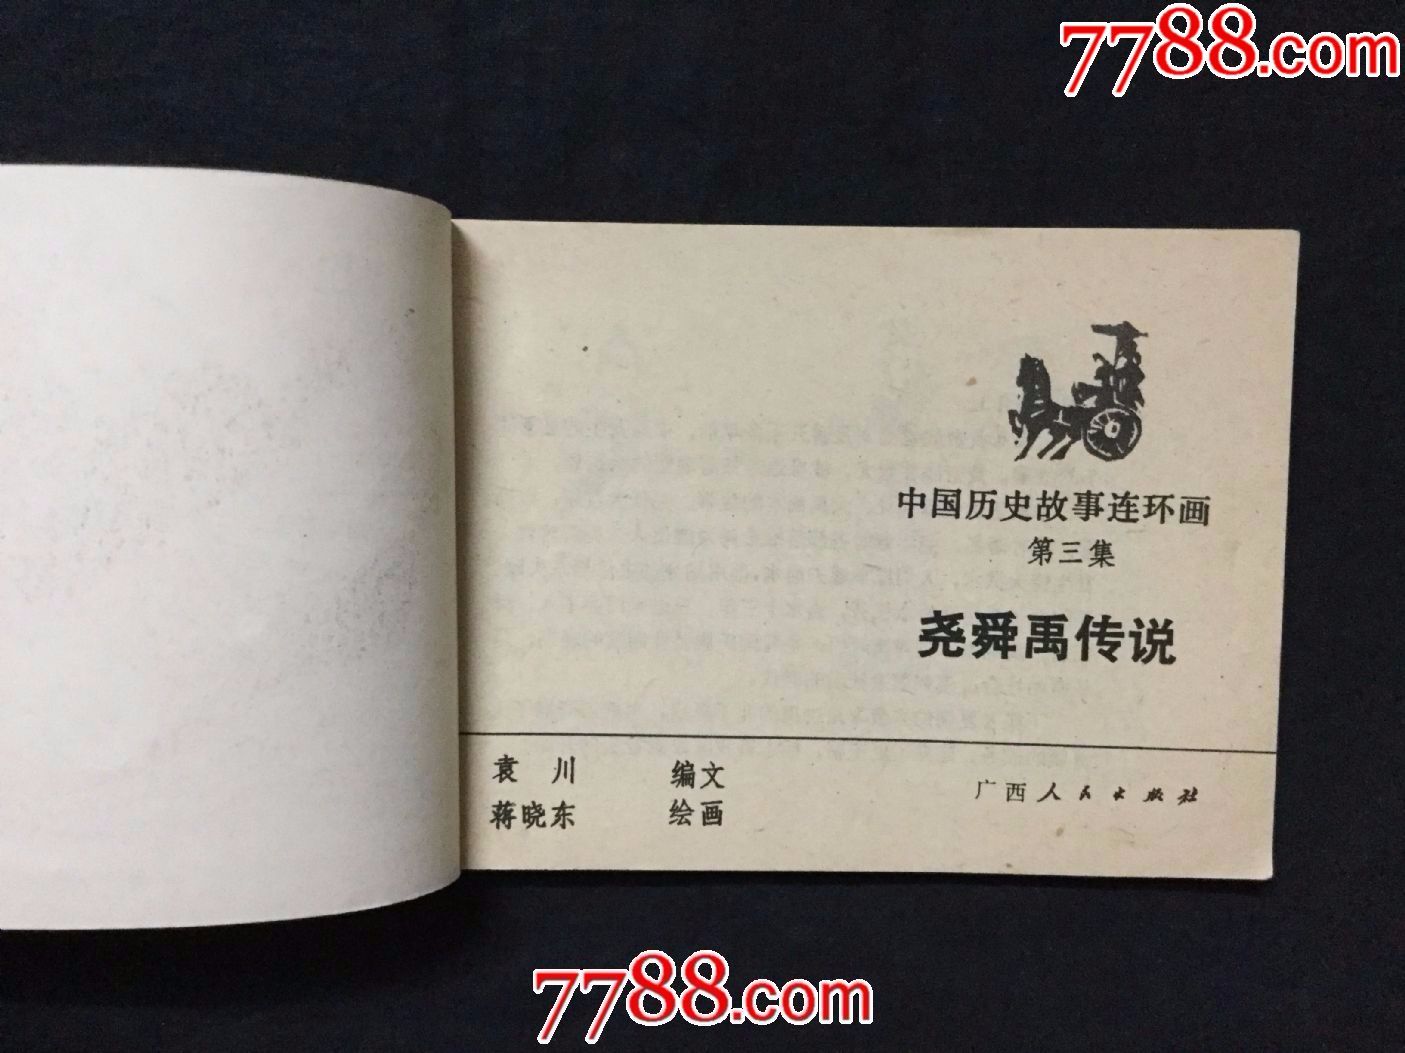 7788.com
中国历史故事连环画
第三集
尧舜禹传说
袁 川 编文
蒋晓东 绘画
广西人民出版社
7788.com